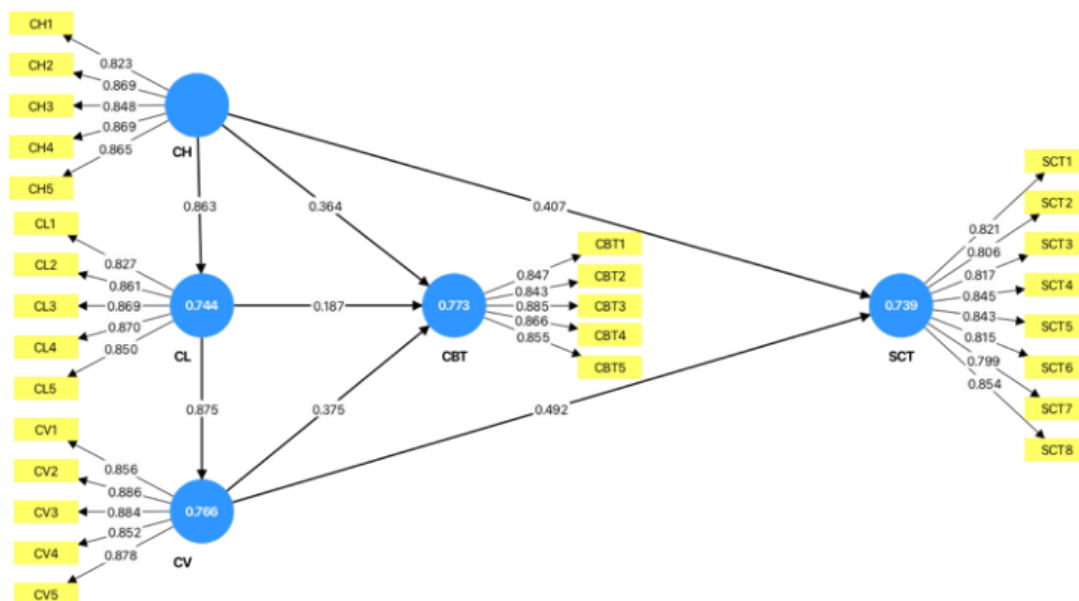 CH1
CH2
CH3
CH4
CH5
0.823
0.869
0.848
0.869
0.865
CH
0.863
0.364
0.407
CL1
CL2
CL3
CL4
CL5
0.827
0.861
0.869
0.870
0.850
0.744
CL
0.187
0.773
CBT
CBT1
CBT2
CBT3
CBT4
CBT5
0.847
0.843
0.885
0.866
0.855
0.875
0.375
0.492
CV1
CV2
CV3
CV4
CV5
0.856
0.886
0.884
0.852
0.878
0.766
CV
0.739
SCT
0.821
0.806
0.817
0.845
0.843
0.815
0.799
0.854
SCT1
SCT2
SCT3
SCT4
SCT5
SCT6
SCT7
SCT8